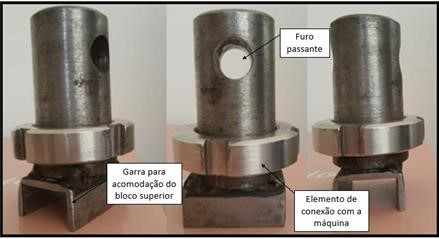 Furo
passante
Garra para
acomodação do
bloco superior
Elemento de
conexão com a
máquina